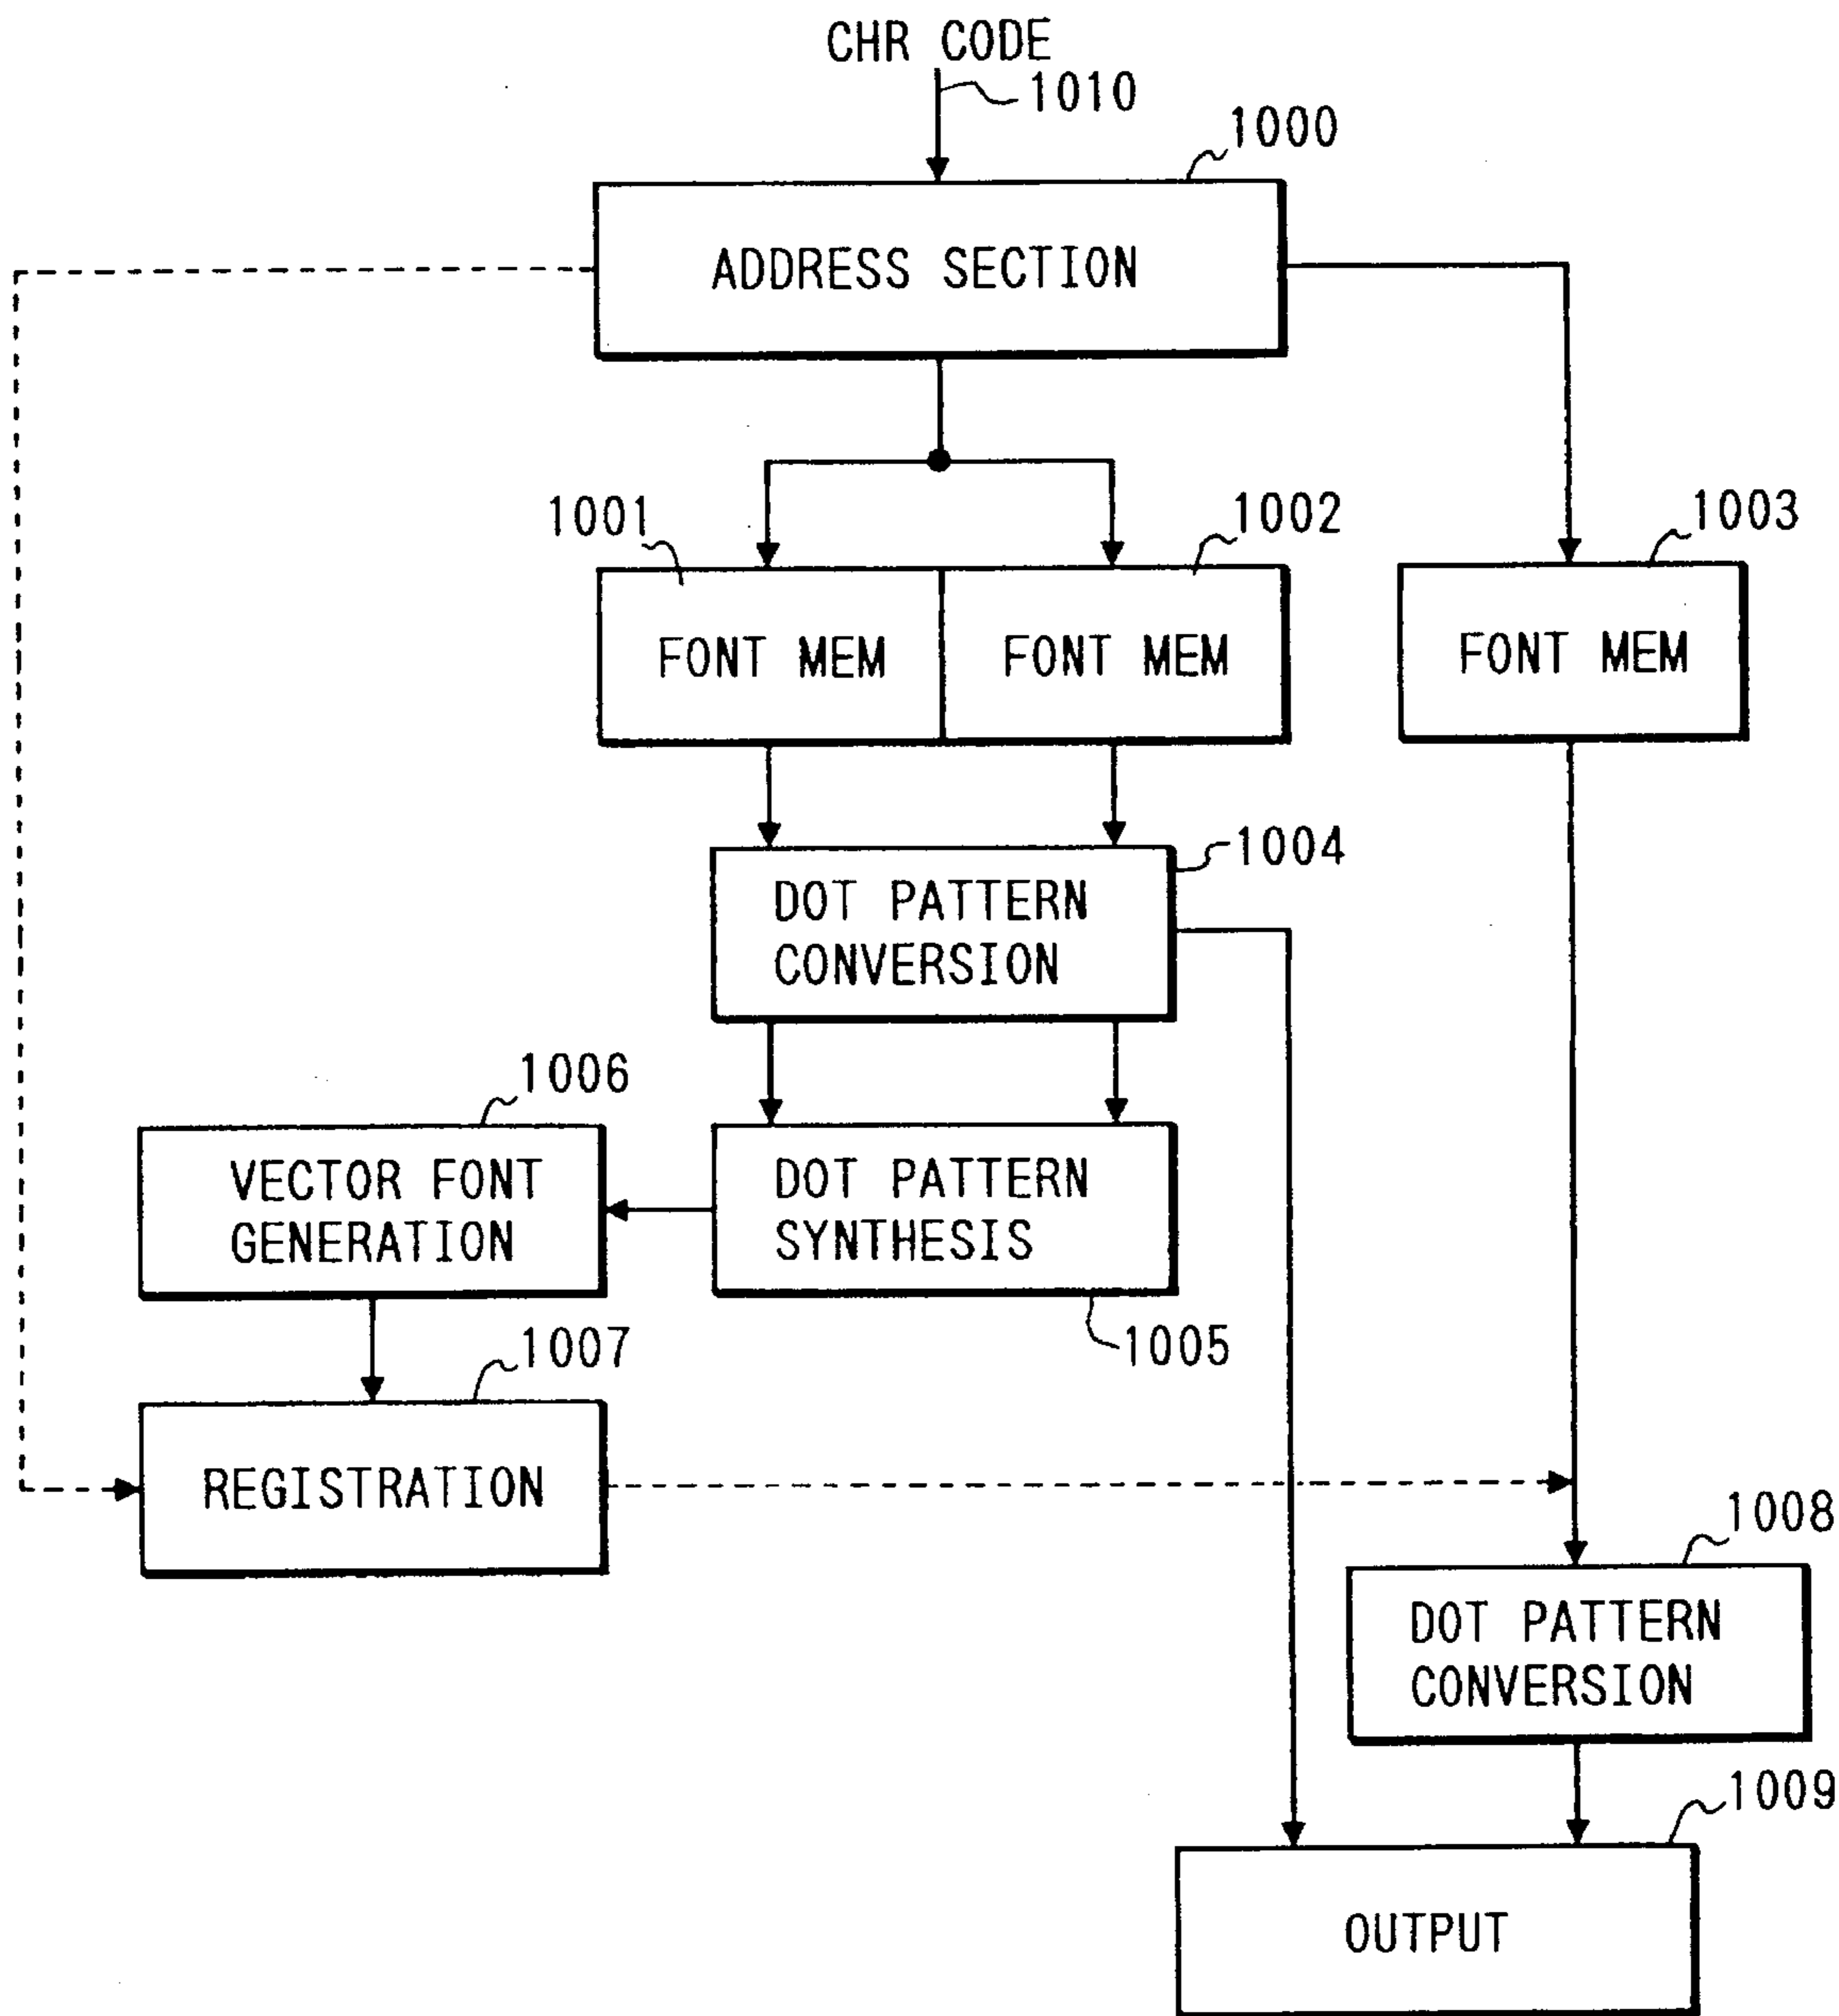 CHR CODE
1010
1000
ADDRESS SECTION
1001
1002
1003
FONT MEM
FONT MEM
FONT MEM
1004
DOT PATTERN
CONVERSION
1006
VECTOR FONT
GENERATION
DOT PATTERN
SYNTHESIS
1005
1007
REGISTRATION
1008
DOT PATTERN
CONVERSION
1009
OUTPUT